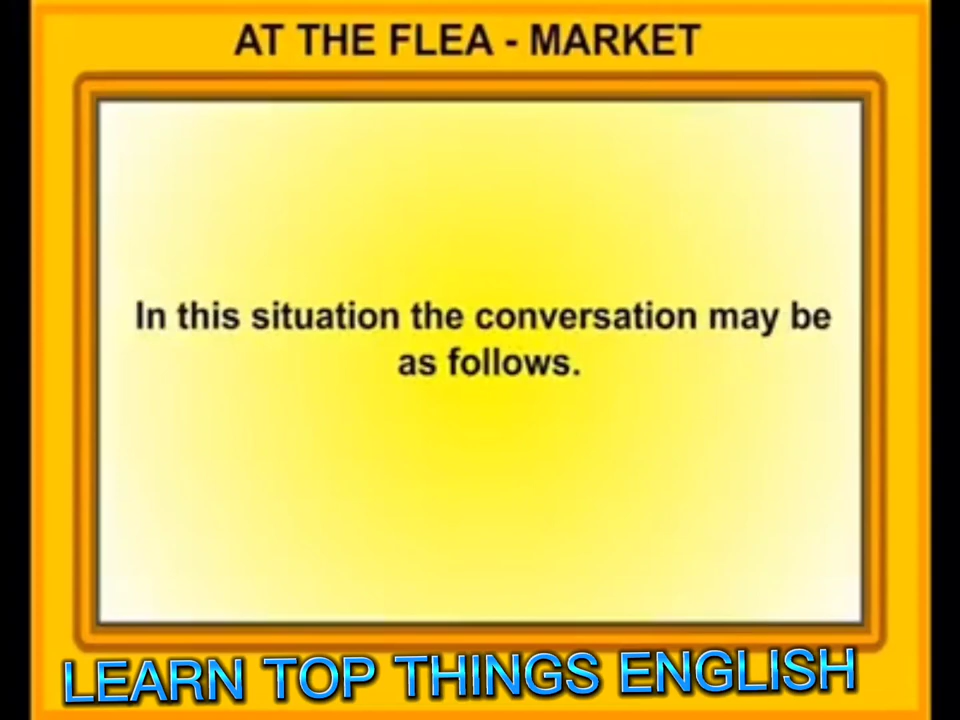 AT THE FLEA - MARKET
In this situation the conversation may be
as follows.
LEARN TOP THINGS ENGLISH